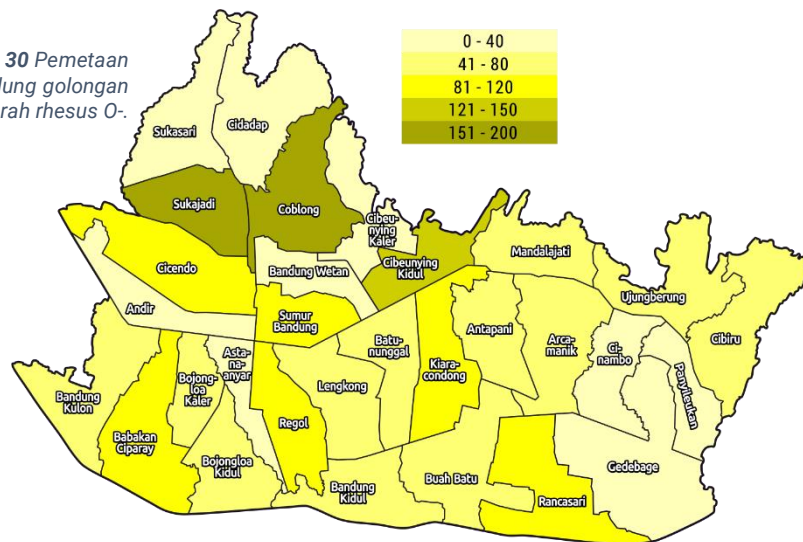 30 Pemetaan
dung golongan
rah rhesus O-.
0 - 40
41 - 80
81 - 120
121 - 150
151 - 200
Sukasari
Cidadap
Sukajadi
Coblong
Cibeu-
nying
Kaler
Cibeunying
Kidul
Mandalajati
Cicendo
Bandung Wetan
Ujungberung
Andir
Sumur
Bandung
Batu-
nunggal
Antapani
Arca-
manik
Ci-
nambo
Cibiru
Asta-
na-
anyar
Kiara-
condong
Panyileukan
Bandung
Kulon
Bojong-
loa
Kaler
Lengkong
Babakan
Ciparay
Regol
Bojongloa
Kidul
Bandung
Kidul
Buah Batu
Gedebage
Rancasari